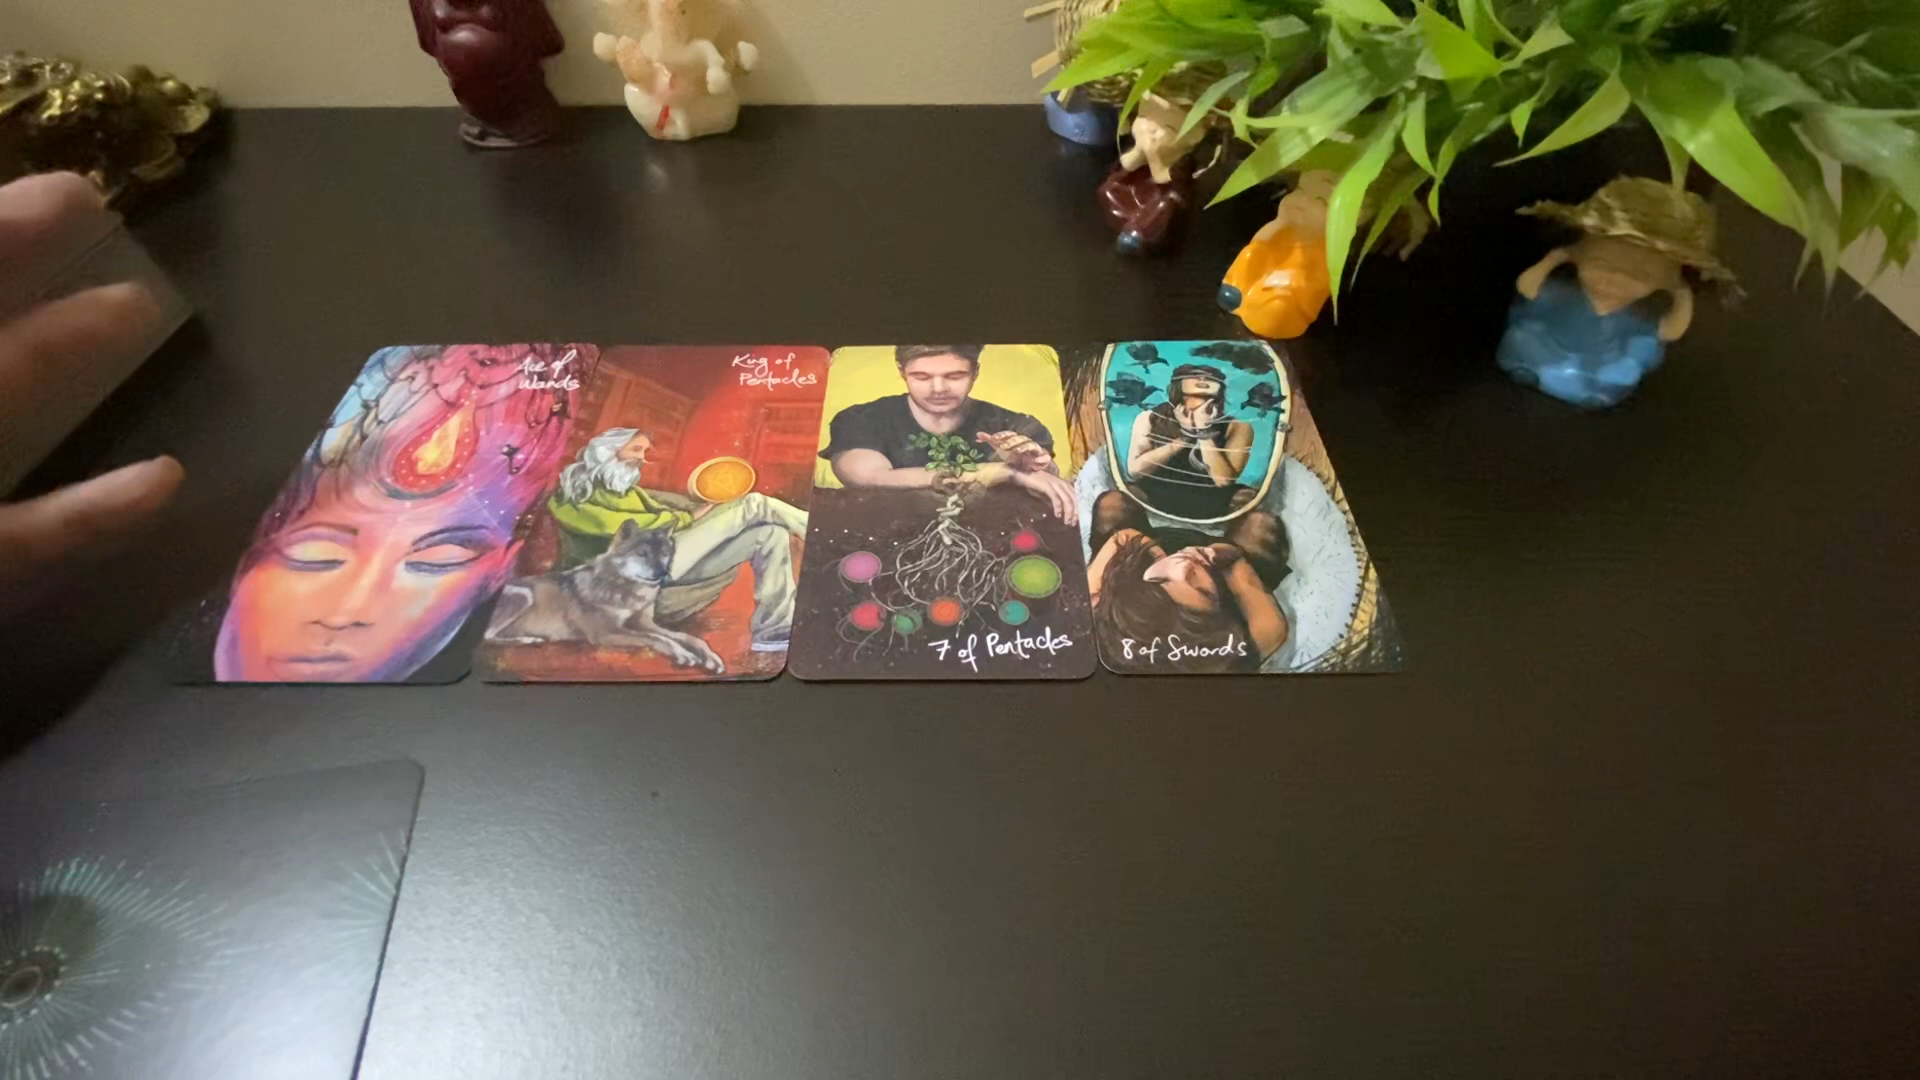 Ace of
Wands
King of
Pentacles
7 of Pentacles
8 of Swords